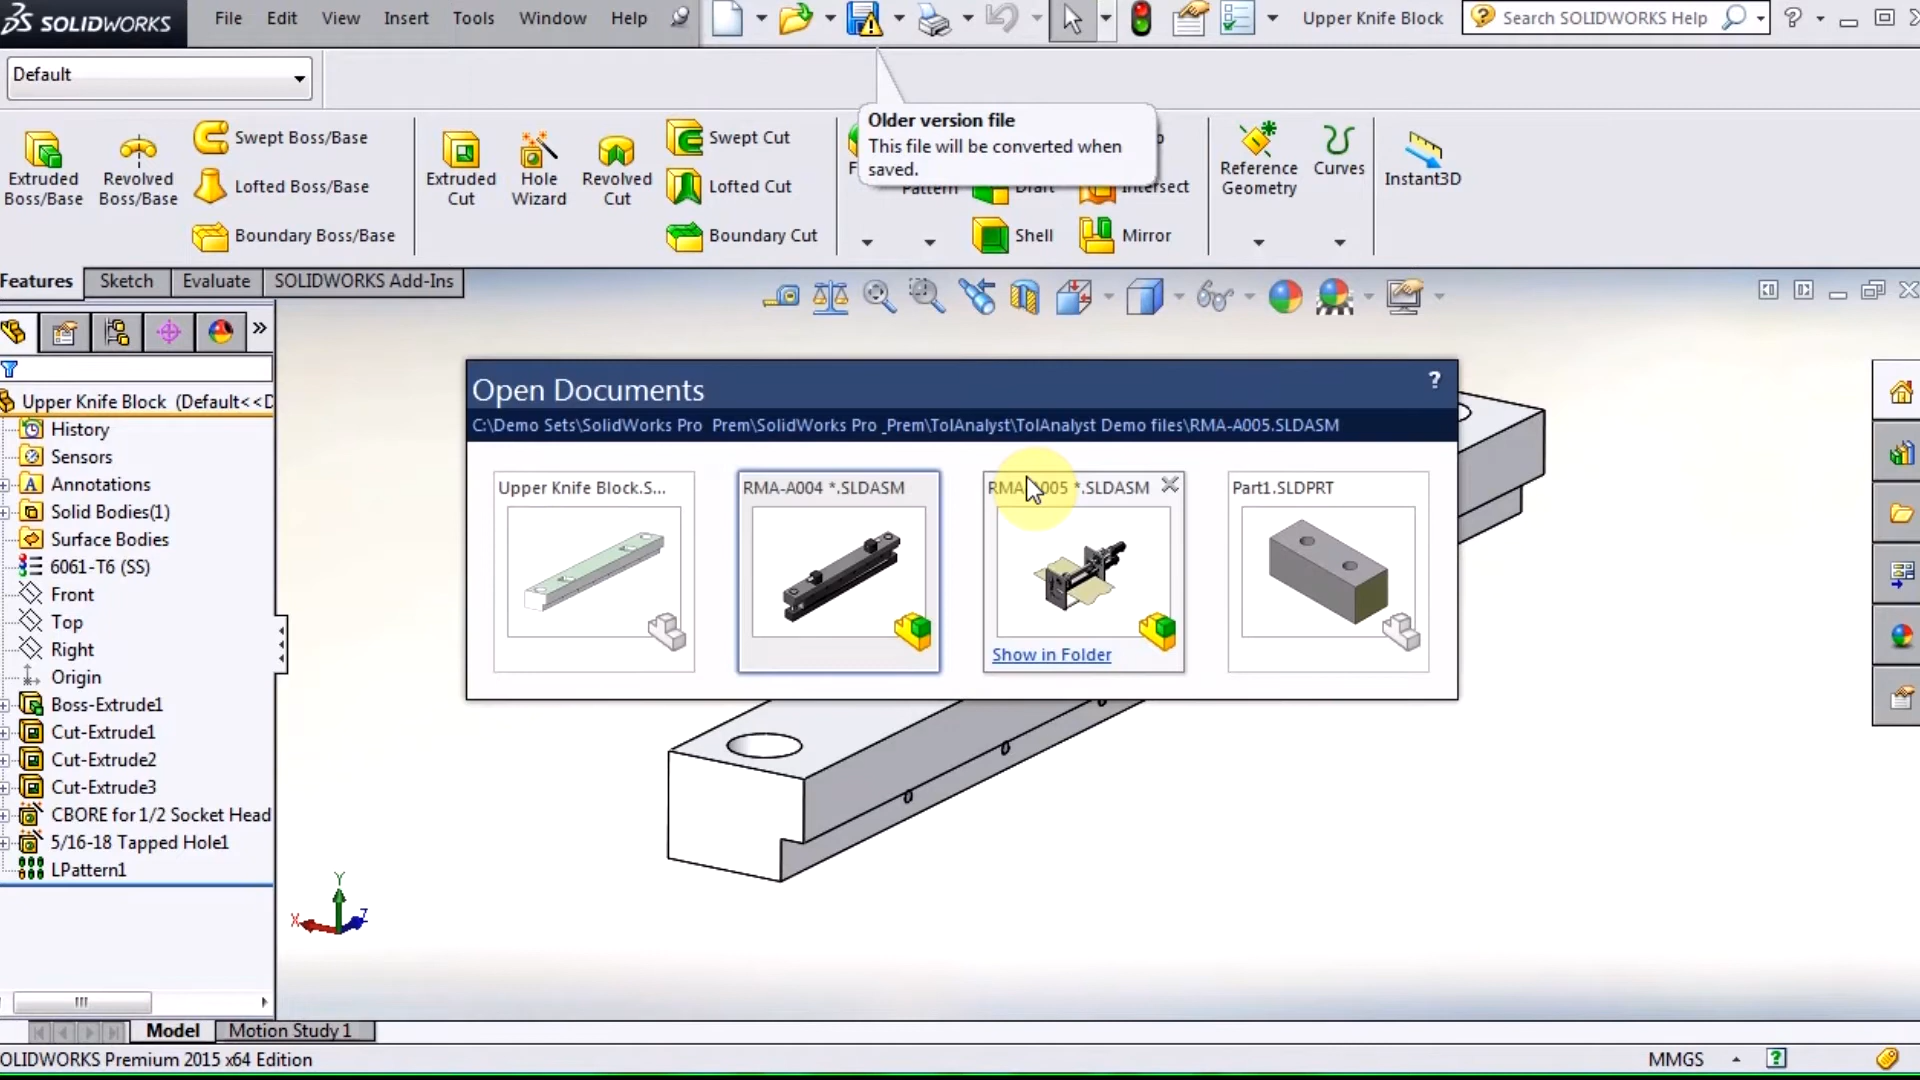 SOLIDWORKS
File Edit View Insert Tools Window Help
Upper Knife Block
Search SOLIDWORKS Help
Default
Older version file
This file will be converted when
saved.
Extruded
Boss/Base
Revolved
Boss/Base
Swept Boss/Base
Lofted Boss/Base
Boundary Boss/Base
Extruded
Cut
Hole
Wizard
Revolved
Cut
Swept Cut
Lofted Cut
Boundary Cut
Pattern
Draft
Intersect
Shell
Mirror
Reference
Geometry
Curves
Instant3D
Features Sketch Evaluate SOLIDWORKS Add-Ins
Open Documents ?
C:\Demo Sets\SolidWorks Pro Prem\SolidWorks Pro _Prem\TolAnalyst\TolAnalyst Demo files\RMA-A005.SLDASM
Upper Knife Block.S...
RMA-A004 *.SLDASM
RMA-A005 *.SLDASM
Part1.SLDPRT
Show in Folder
Upper Knife Block (Default<<D
History
Sensors
Annotations
Solid Bodies(1)
Surface Bodies
6061-T6 (SS)
Front
Top
Right
Origin
Boss-Extrude1
Cut-Extrude1
Cut-Extrude2
Cut-Extrude3
CBORE for 1/2 Socket Head
5/16-18 Tapped Hole1
LPattern1
Y
X
Z
Model Motion Study 1
OLIDWORKS Premium 2015 x64 Edition
MMGS